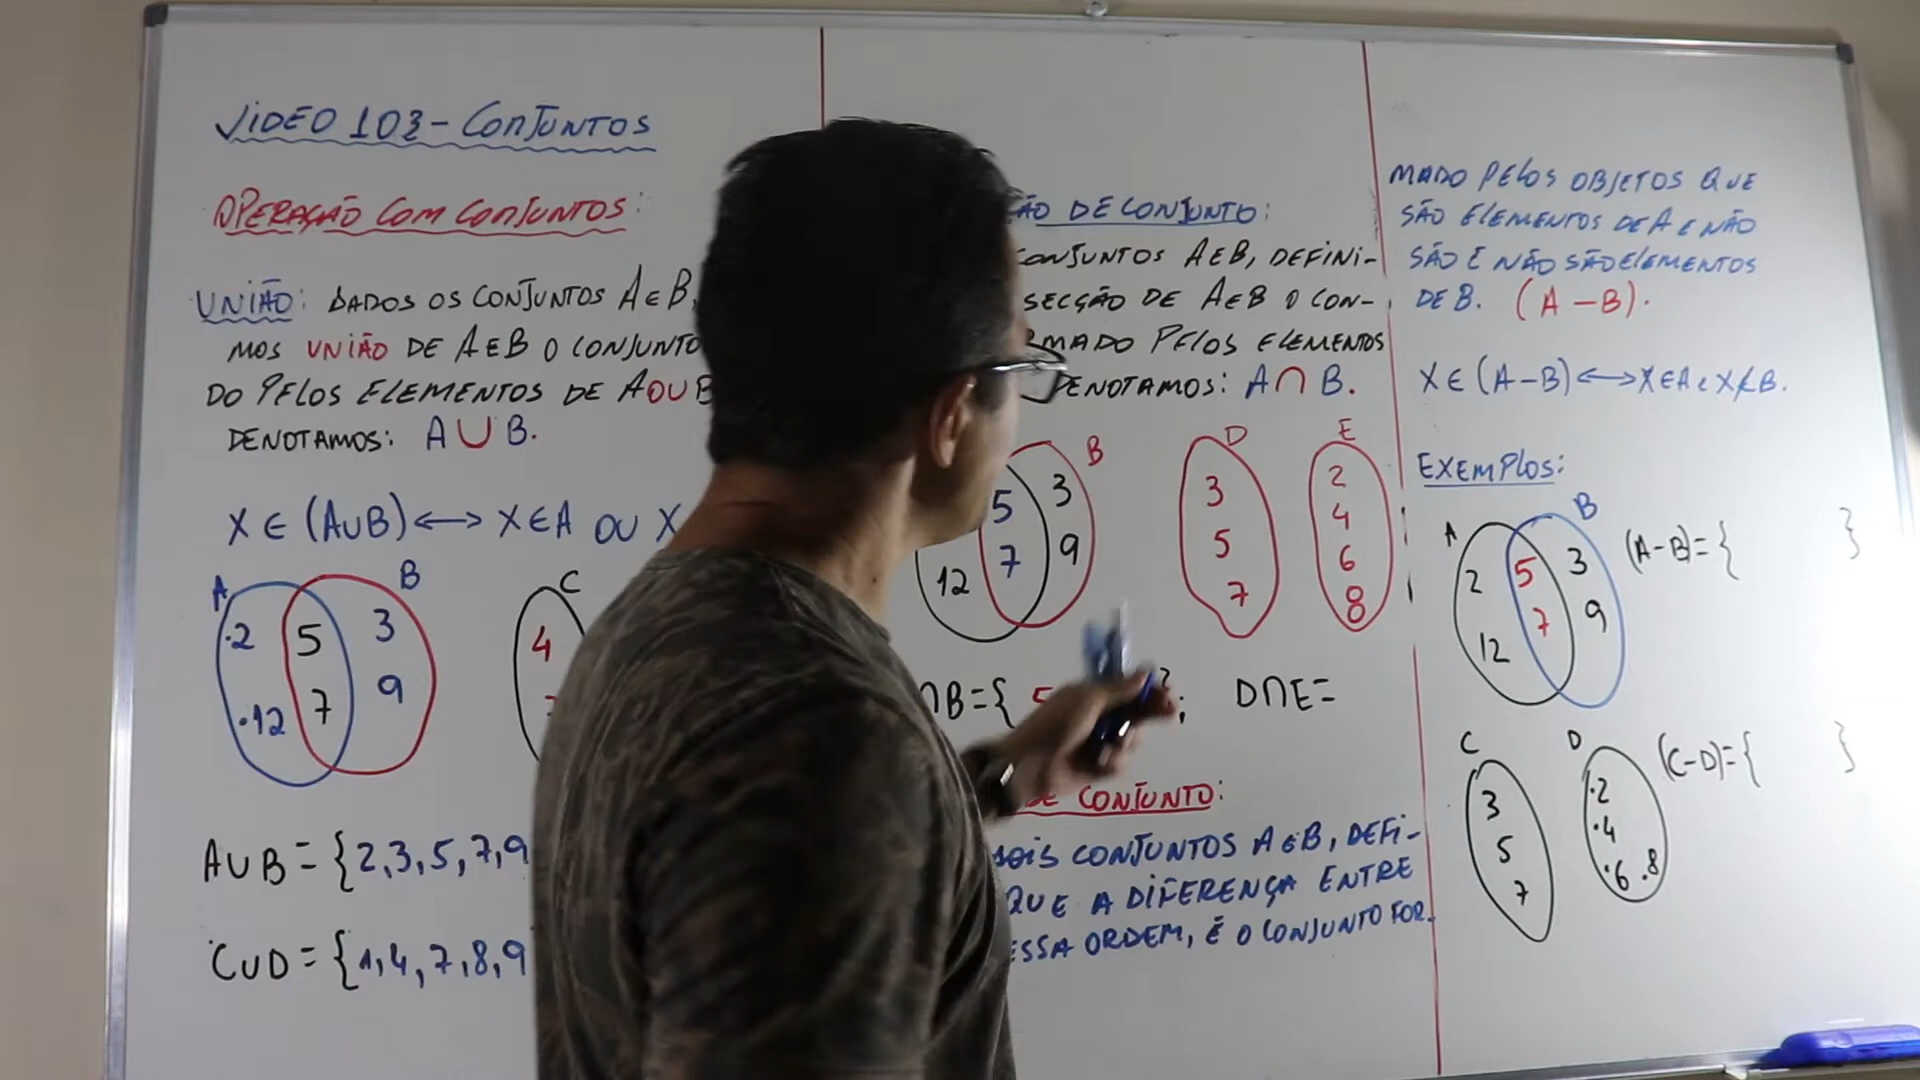 VIDEO 103 - CONJUNTOS
OPERAÇÃO COM CONJUNTOS:
UNIÃO: DADOS OS CONJUNTOS A E B,
MOS UNIÃO DE A E B O CONJUNTO
DO PELOS ELEMENTOS DE A OU B
DENOTAMOS: A ∪ B.
X ∈ (A∪B) ⟷ X ∈ A OU X
A B
.2 5 3
7 9
.12
C
4
A∪B = {2,3,5,7,9
C∪D = {1,4,7,8,9
ÃO DE CONJUNTO:
CONJUNTOS A E B, DEFINI-
SECÇÃO DE A E B O CON-
RMADO PELOS ELEMENTOS
DENOTAMOS: A ∩ B.
B D E
5 3
7 9
12
3
5
7
2
4
6
8
∩B = { 5 ; D∩E =
DE CONJUNTO:
DOIS CONJUNTOS A E B, DEFI-
QUE A DIFERENÇA ENTRE
ESSA ORDEM, É O CONJUNTO FOR-
MADO PELOS OBJETOS QUE
SÃO ELEMENTOS DE A E NÃO
SÃO E NÃO SÃO ELEMENTOS
DE B. (A - B).
X ∈ (A-B) ⟷ X ∈ A e X ∉ B.
EXEMPLOS:
A B (A-B) = { }
2 5 3
7 9
12
C D (C-D) = { }
3
5
7
.2
.4
.6 .8